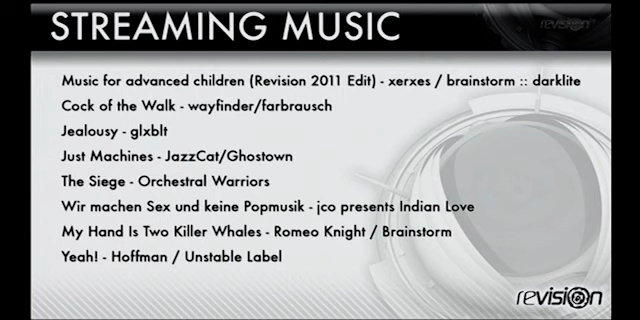 STREAMING MUSIC
revision
Music for advanced children (Revision 2011 Edit) - xerxes / brainstorm :: darklite
Cock of the Walk - wayfinder/farbrausch
Jealousy - glxblt
Just Machines - JazzCat/Ghostown
The Siege - Orchestral Warriors
Wir machen Sex und keine Popmusik - jco presents Indian Love
My Hand Is Two Killer Whales - Romeo Knight / Brainstorm
Yeah! - Hoffman / Unstable Label
revision